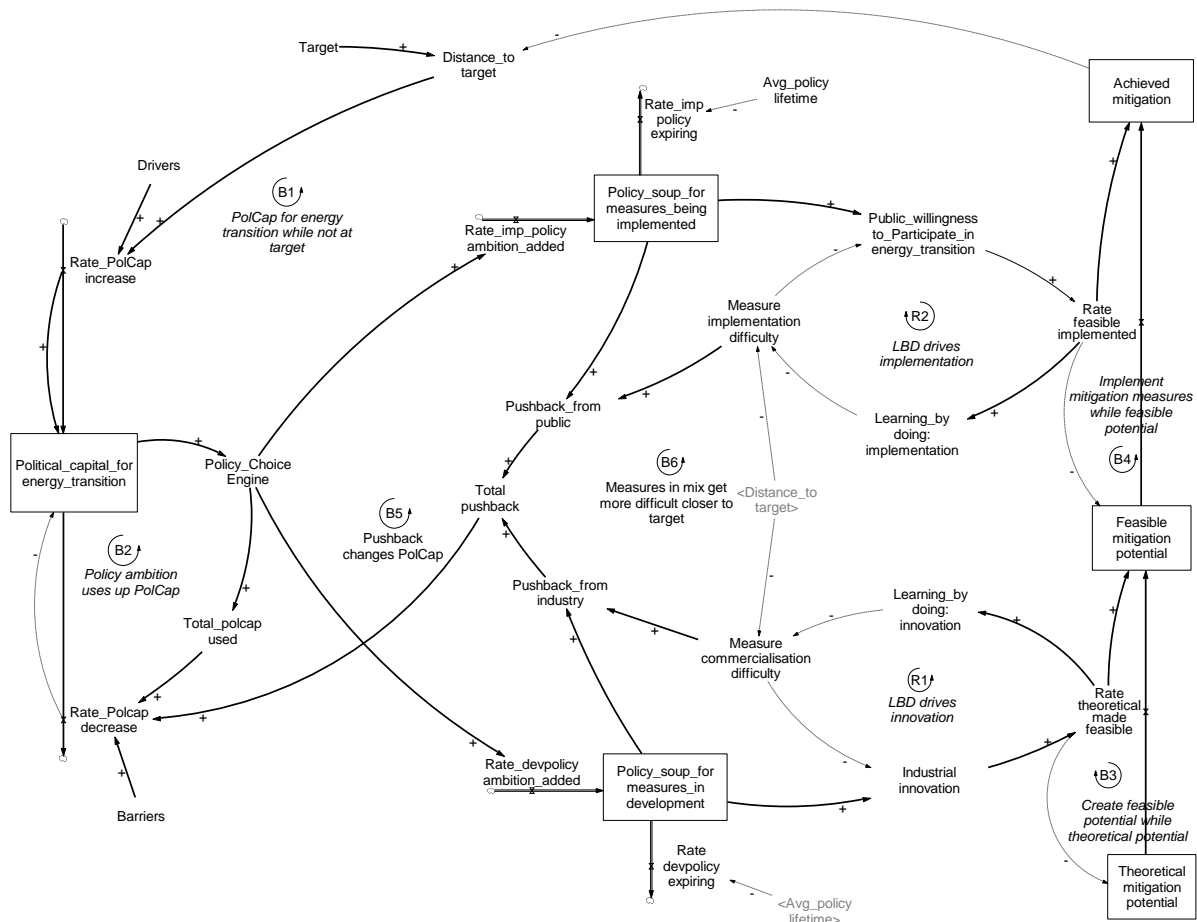 Target
+
Distance_to
target
-
Achieved
mitigation
Avg_policy
lifetime
-
Rate_imp
policy
expiring
Drivers
+
+
B1
PolCap for energy
transition while not at
target
Rate_PolCap
increase
+
Rate_imp_policy
ambition_added
+
Policy_soup_for
measures_being
implemented
+
Public_willingness
to_Participate_in
energy_transition
-
+
+
Measure
implementation
difficulty
R2
LBD drives
implementation
Rate
feasible
implemented
-
+
+
Pushback_from
public
+
-
Learning_by
doing:
implementation
+
Implement
mitigation measures
while feasible
potential
B4
-
Political_capital_for
energy_transition
+
Policy_Choice
Engine
+
Total
pushback
+
B6
Measures in mix get
more difficult closer to
target
<Distance_to
target>
-
Feasible
mitigation
potential
B5
Pushback
changes PolCap
-
B2
Policy ambition
uses up PolCap
+
Total_polcap
used
+
Pushback_from
industry
+
+
Measure
commercialisation
difficulty
-
Learning_by
doing:
innovation
+
+
R1
LBD drives
innovation
Rate
theoretical
made
feasible
Rate_Polcap
decrease
+
+
Barriers
+
Rate_devpolicy
ambition_added
Policy_soup_for
measures_in
development
+
-
Industrial
innovation
+
B3
Create feasible
potential while
theoretical potential
-
Theoretical
mitigation
potential
Rate
devpolicy
expiring
-
<Avg_policy
lifetime>